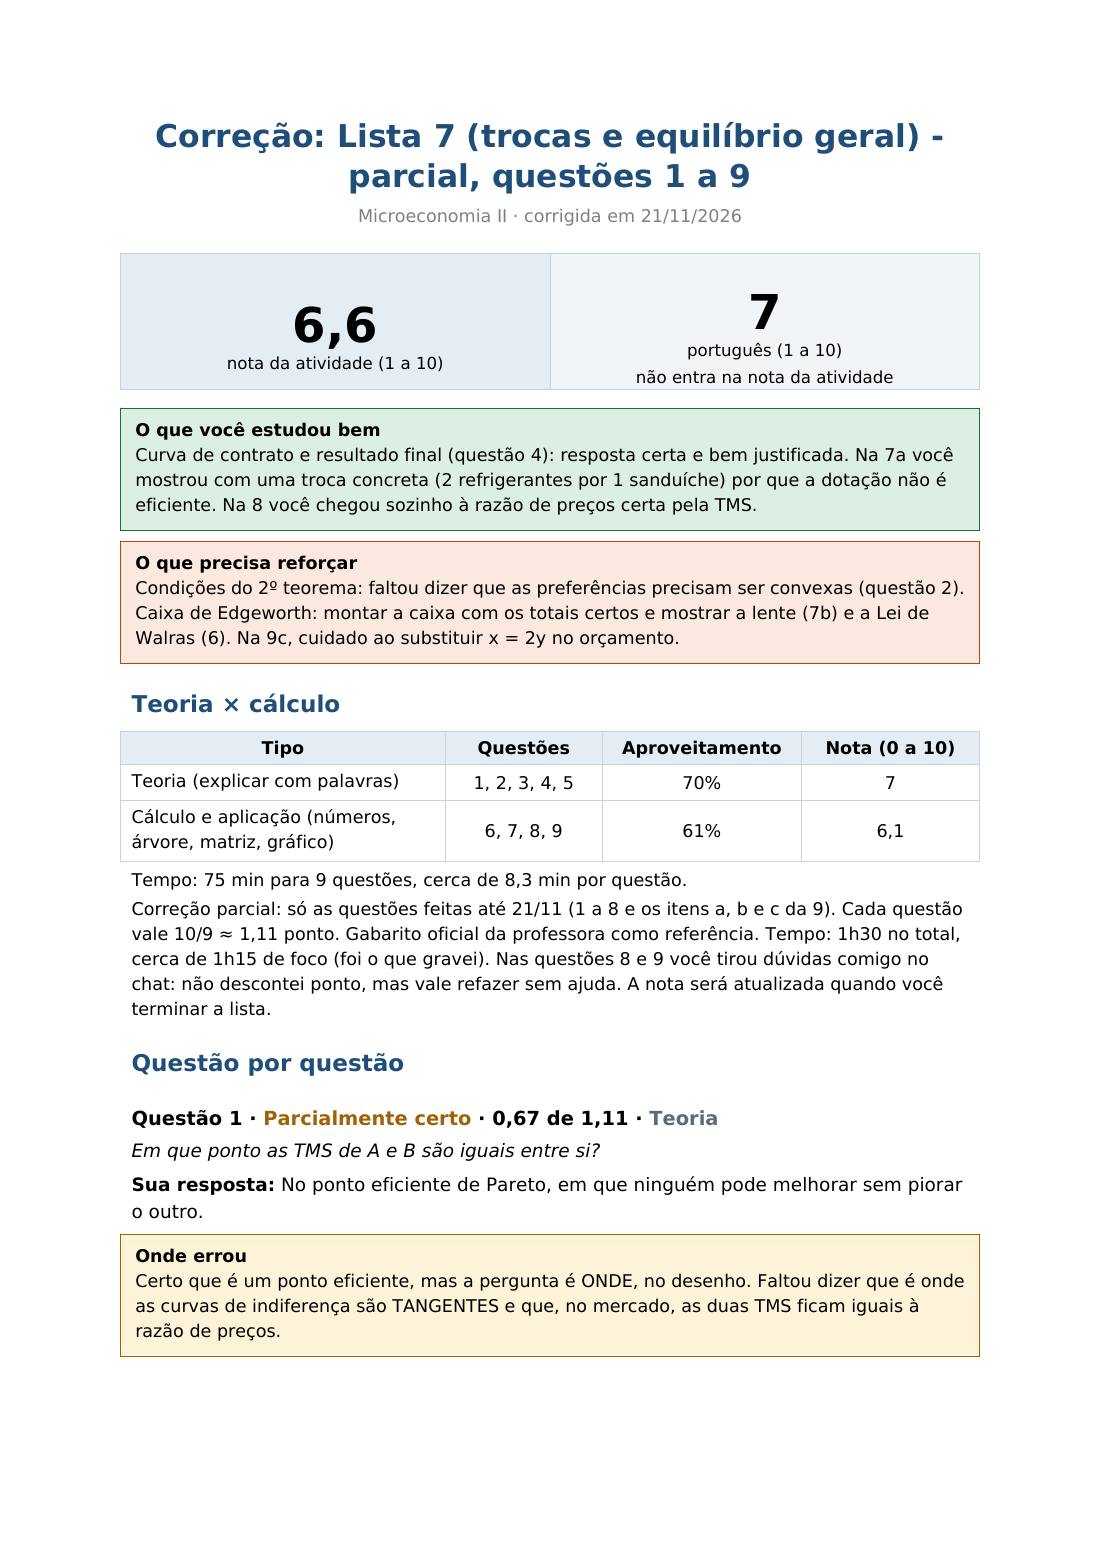 Correção: Lista 7 (trocas e equilíbrio geral) -
parcial, questões 1 a 9
Microeconomia II · corrigida em 21/11/2026
6,6
nota da atividade (1 a 10)
7
português (1 a 10)
não entra na nota da atividade
O que você estudou bem
Curva de contrato e resultado final (questão 4): resposta certa e bem justificada. Na 7a você
mostrou com uma troca concreta (2 refrigerantes por 1 sanduíche) por que a dotação não é
eficiente. Na 8 você chegou sozinho à razão de preços certa pela TMS.
O que precisa reforçar
Condições do 2º teorema: faltou dizer que as preferências precisam ser convexas (questão 2).
Caixa de Edgeworth: montar a caixa com os totais certos e mostrar a lente (7b) e a Lei de
Walras (6). Na 9c, cuidado ao substituir x = 2y no orçamento.
Teoria × cálculo
Tipo Questões Aproveitamento Nota (0 a 10)
Teoria (explicar com palavras) 1, 2, 3, 4, 5 70% 7
Cálculo e aplicação (números,
árvore, matriz, gráfico) 6, 7, 8, 9 61% 6,1
Tempo: 75 min para 9 questões, cerca de 8,3 min por questão.
Correção parcial: só as questões feitas até 21/11 (1 a 8 e os itens a, b e c da 9). Cada questão
vale 10/9 ≈ 1,11 ponto. Gabarito oficial da professora como referência. Tempo: 1h30 no total,
cerca de 1h15 de foco (foi o que gravei). Nas questões 8 e 9 você tirou dúvidas comigo no
chat: não descontei ponto, mas vale refazer sem ajuda. A nota será atualizada quando você
terminar a lista.
Questão por questão
Questão 1 · Parcialmente certo · 0,67 de 1,11 · Teoria
Em que ponto as TMS de A e B são iguais entre si?
Sua resposta: No ponto eficiente de Pareto, em que ninguém pode melhorar sem piorar
o outro.
Onde errou
Certo que é um ponto eficiente, mas a pergunta é ONDE, no desenho. Faltou dizer que é onde
as curvas de indiferença são TANGENTES e que, no mercado, as duas TMS ficam iguais à
razão de preços.